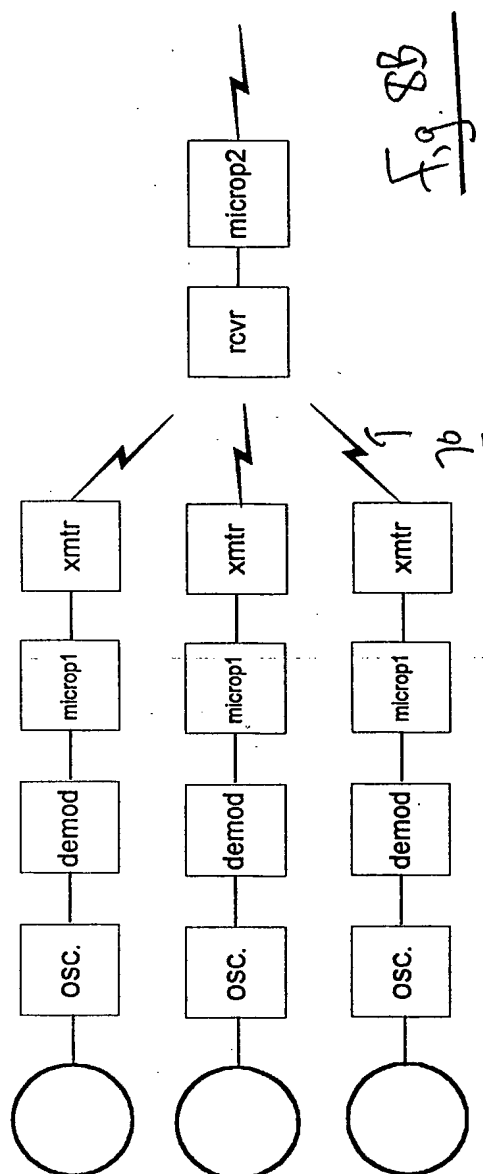 osc. demod microp1 xmtr
osc. demod microp1 xmtr rcvr microp2
osc. demod microp1 xmtr
Fig. 8B